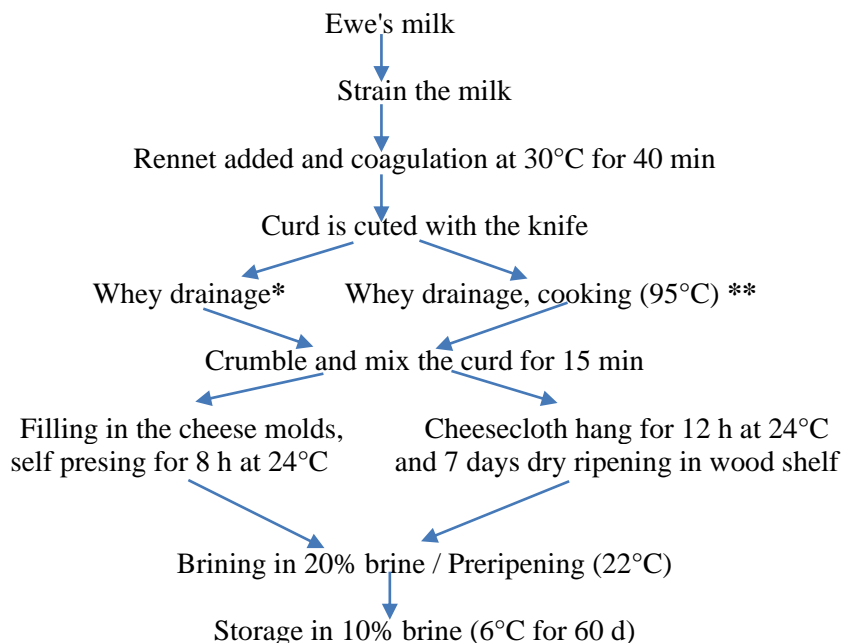 Ewe's milk
Strain the milk
Rennet added and coagulation at 30°C for 40 min
Curd is cuted with the knife
Whey drainage*
Whey drainage, cooking (95°C) **
Crumble and mix the curd for 15 min
Filling in the cheese molds,
self presing for 8 h at 24°C
Cheesecloth hang for 12 h at 24°C
and 7 days dry ripening in wood shelf
Brining in 20% brine / Preripening (22°C)
Storage in 10% brine (6°C for 60 d)